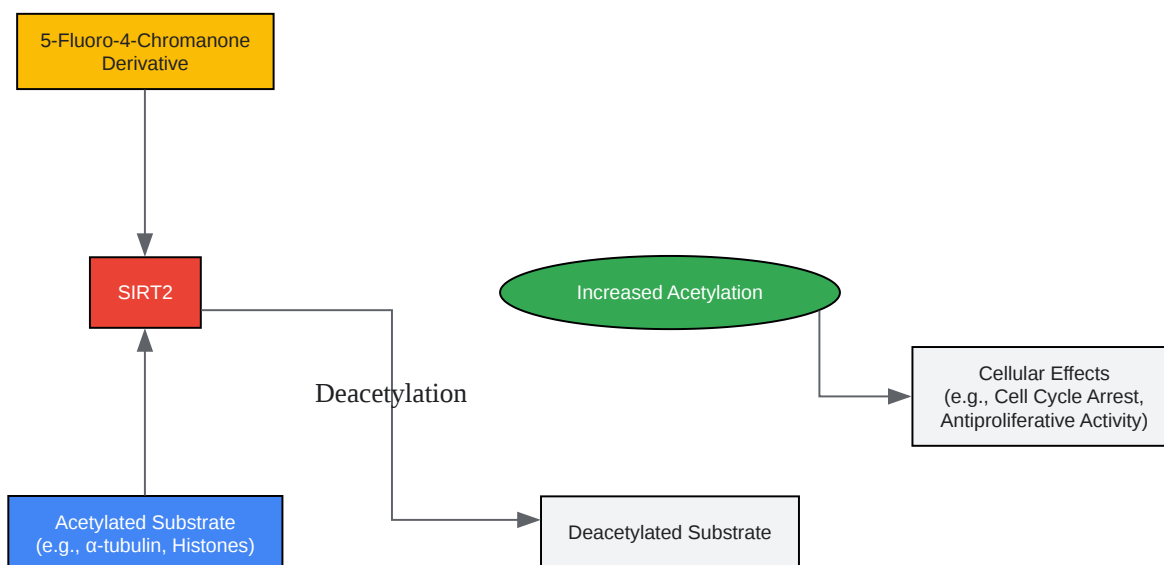 5-Fluoro-4-Chromanone
Derivative
SIRT2
Increased Acetylation
Cellular Effects
(e.g., Cell Cycle Arrest,
Antiproliferative Activity)
Deacetylation
Acetylated Substrate
(e.g., α-tubulin, Histones)
Deacetylated Substrate